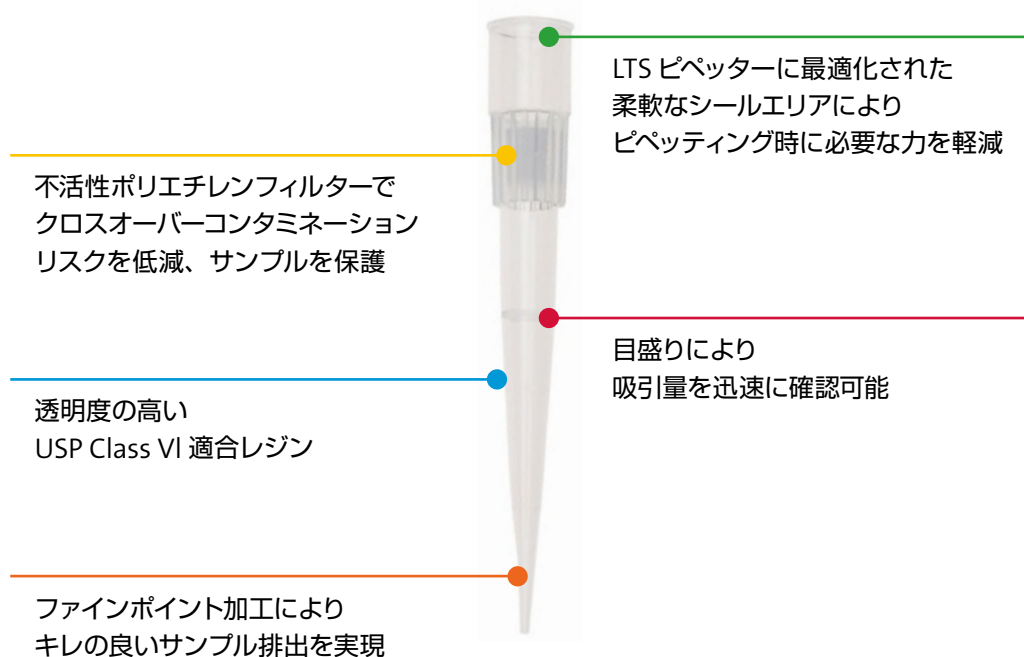 LTS ピペッターに最適化された
柔軟なシールエリアにより
ピペッティング時に必要な力を軽減
不活性ポリエチレンフィルターで
クロスオーバーコンタミネーション
リスクを低減、サンプルを保護
目盛りにより
吸引量を迅速に確認可能
透明度の高い
USP Class Vl 適合レジン
ファインポイント加工により
キレの良いサンプル排出を実現